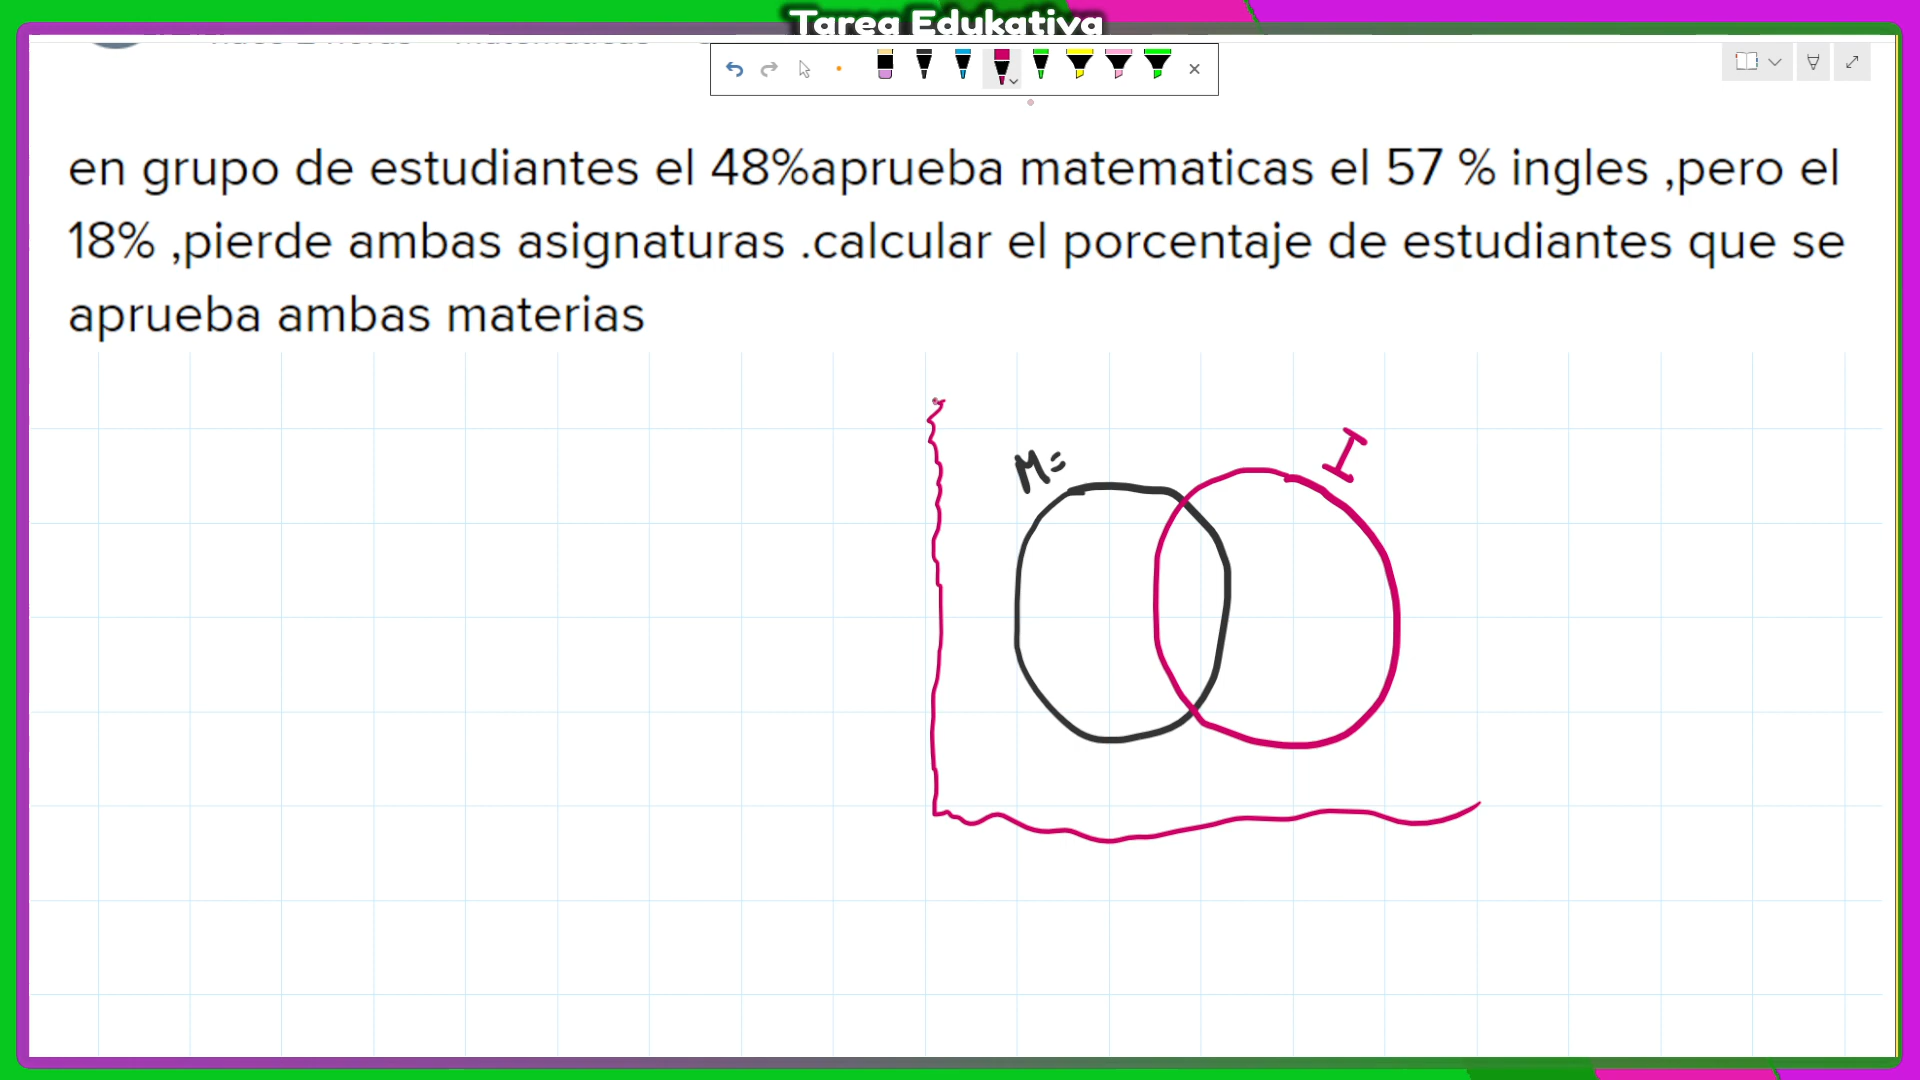 Tarea Edukativa
en grupo de estudiantes el 48%aprueba matematicas el 57 % ingles ,pero el
18% ,pierde ambas asignaturas .calcular el porcentaje de estudiantes que se
aprueba ambas materias
M=
I